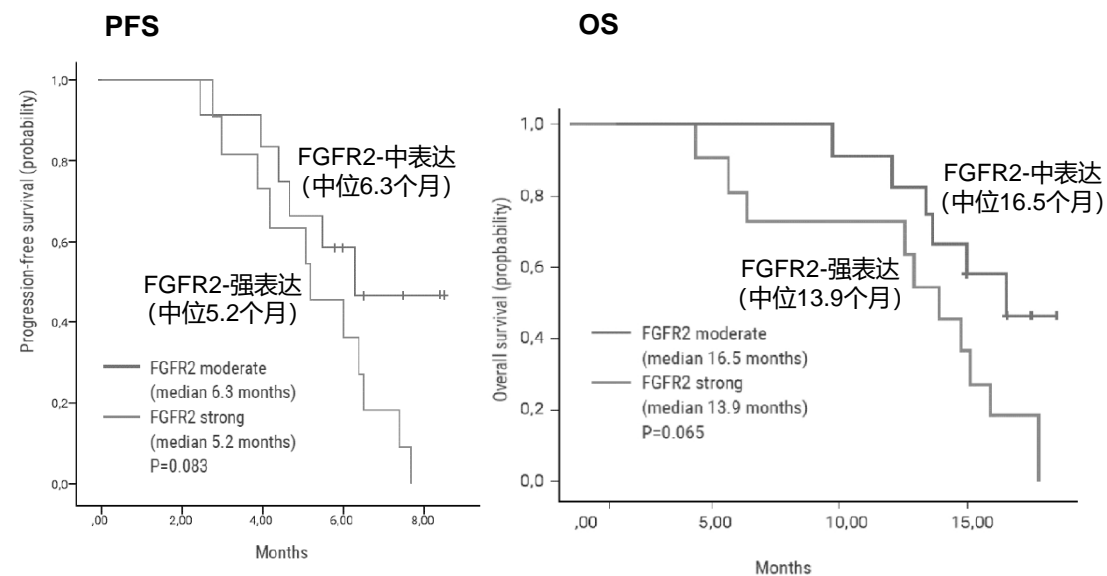 PFS
OS
Progression-free survival (probability)
1,0
0,8
0,6
0,4
0,2
0,0
FGFR2-中表达
（中位6.3个月）
FGFR2-强表达
（中位5.2个月）
FGFR2 moderate
(median 6.3 months)
FGFR2 strong
(median 5.2 months)
P=0.083
,00
2,00
4,00
6,00
8,00
Months
Overall survival (propbability)
1,0
0,8
0,6
0,4
0,2
0,0
FGFR2-中表达
（中位16.5个月）
FGFR2-强表达
（中位13.9个月）
FGFR2 moderate
(median 16.5 months)
FGFR2 strong
(median 13.9 months)
P=0.065
,00
5,00
10,00
15,00
Months